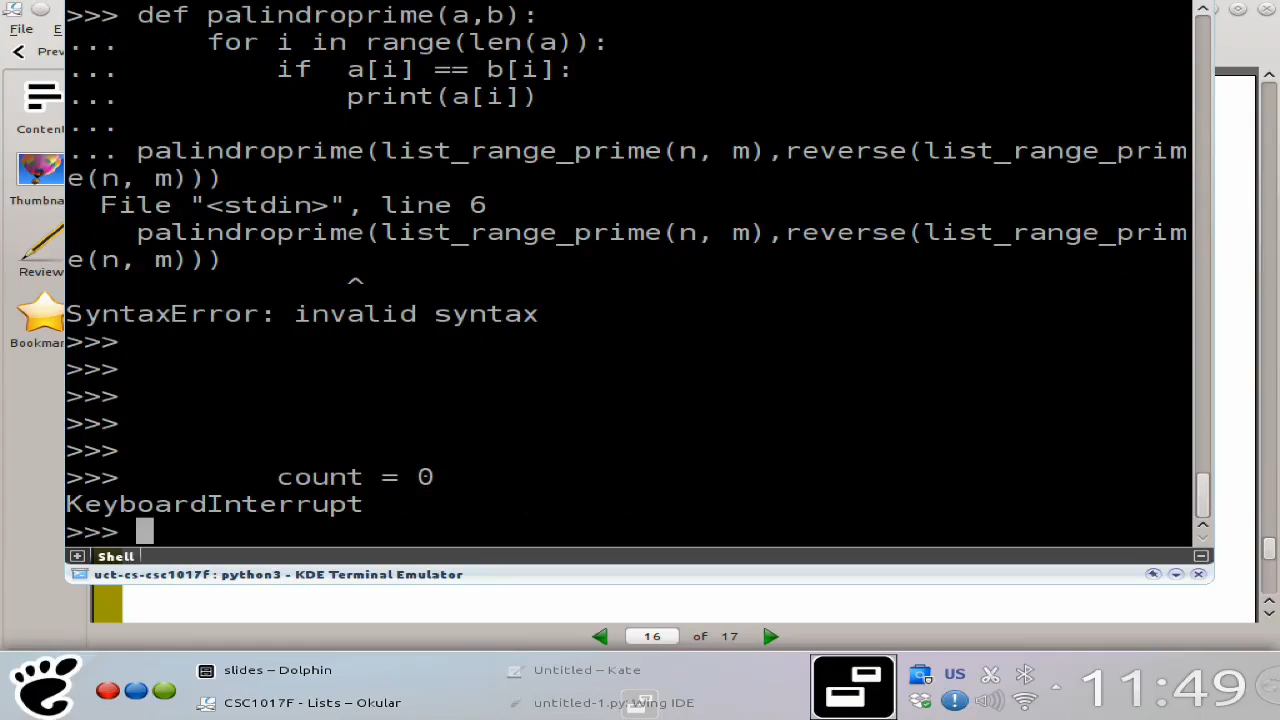 >>> def palindroprime(a,b):
...     for i in range(len(a)):
...         if  a[i] == b[i]:
...             print(a[i])
...
... palindroprime(list_range_prime(n, m),reverse(list_range_prim
e(n, m)))
  File "<stdin>", line 6
    palindroprime(list_range_prime(n, m),reverse(list_range_prim
e(n, m)))
                ^
SyntaxError: invalid syntax
>>>
>>>
>>>
>>>
>>>
>>>         count = 0
KeyboardInterrupt
>>>
File E
Prev
Conten
Thumbna
Review
Bookmar
Shell
uct-cs-csc1017f : python3 – KDE Terminal Emulator
16 of 17
slides – Dolphin
Untitled – Kate
CSC1017F - Lists – Okular
untitled-1.py: Wing IDE
US
11:49